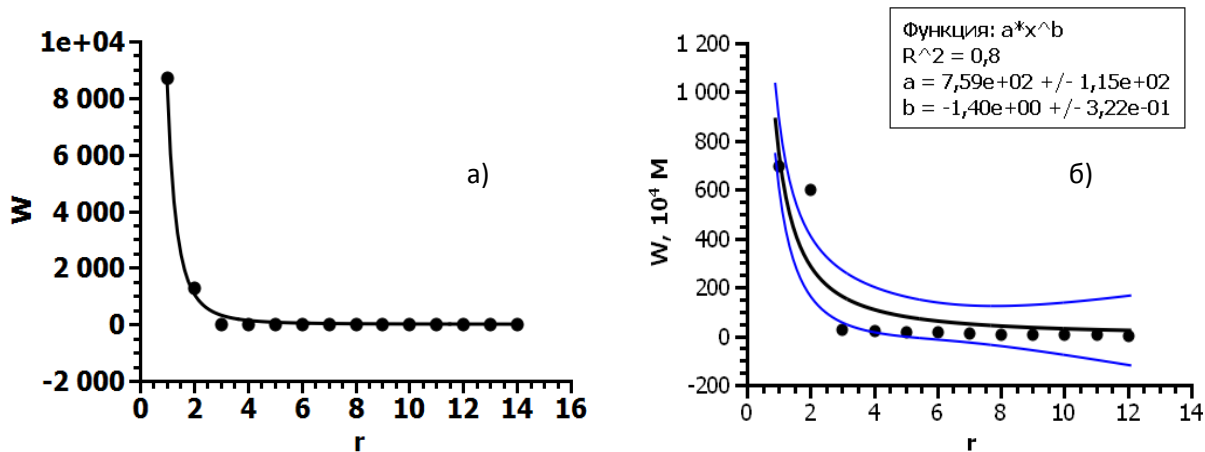 1e+04
8 000
6 000
4 000
2 000
0
-2 000
W
а)
0 2 4 6 8 10 12 14 16
r
Функция: a*x^b
R^2 = 0,8
a = 7,59e+02 +/- 1,15e+02
b = -1,40e+00 +/- 3,22e-01
1 200
1 000
800
600
400
200
0
-200
W, 10⁴ М
б)
0 2 4 6 8 10 12 14
r